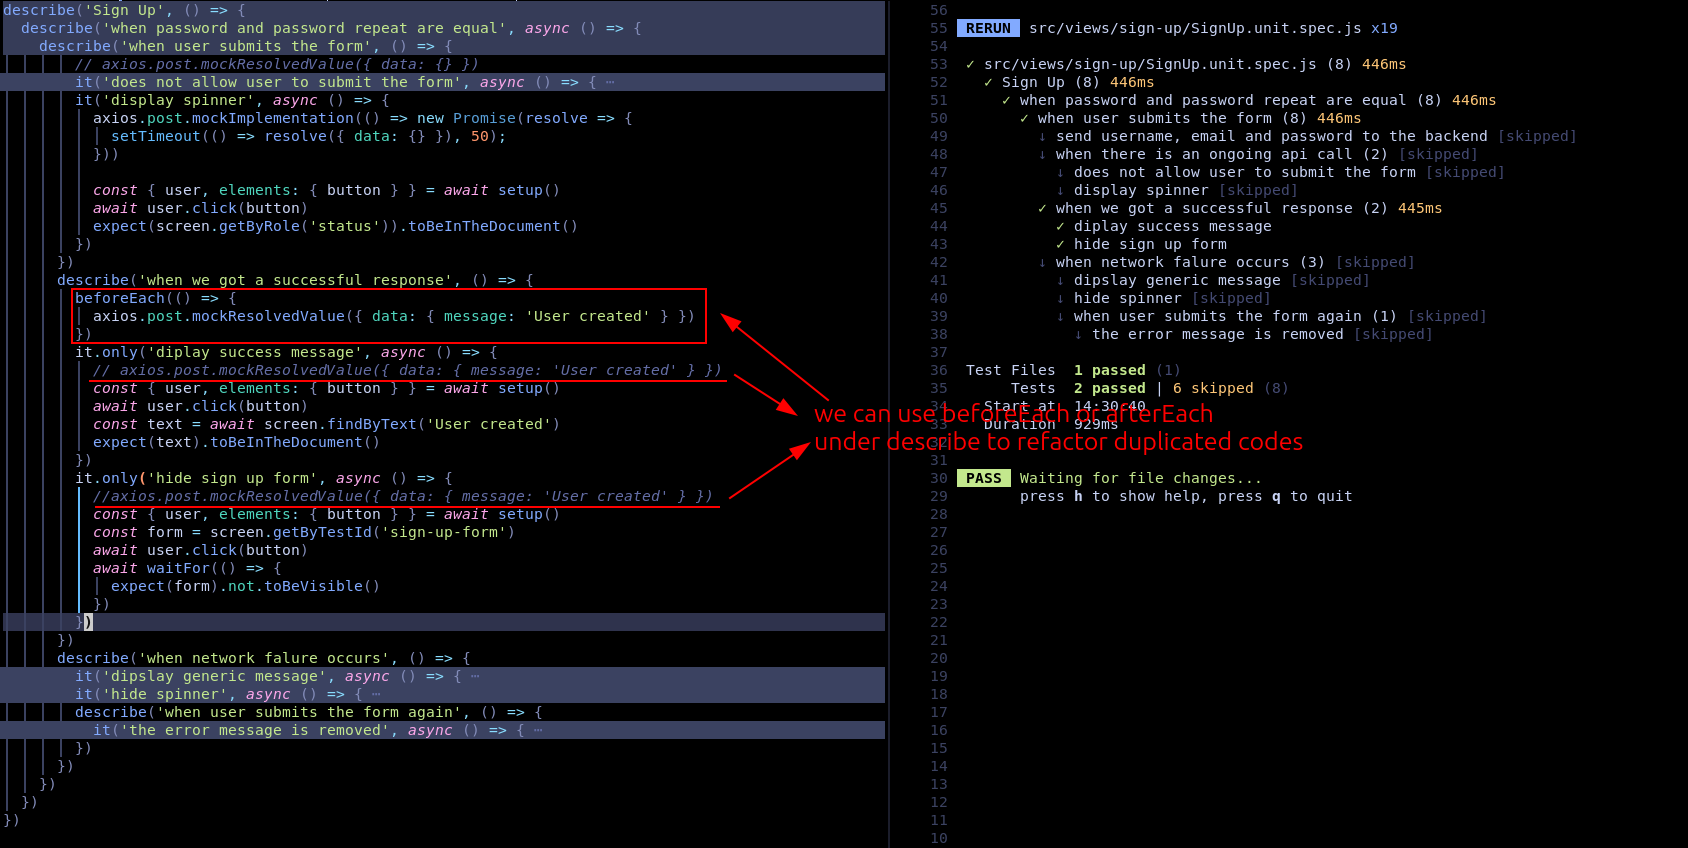 describe('Sign Up', () => {
describe('when password and password repeat are equal', async () => {
describe('when user submits the form', () => {
// axios.post.mockResolvedValue({ data: {} })
it('does not allow user to submit the form', async () => { ⋯
it('display spinner', async () => {
axios.post.mockImplementation(() => new Promise(resolve => {
setTimeout(() => resolve({ data: {} }), 50);
}))
const { user, elements: { button } } = await setup()
await user.click(button)
expect(screen.getByRole('status')).toBeInTheDocument()
})
})
describe('when we got a successful response', () => {
beforeEach(() => {
axios.post.mockResolvedValue({ data: { message: 'User created' } })
})
it.only('diplay success message', async () => {
// axios.post.mockResolvedValue({ data: { message: 'User created' } })
const { user, elements: { button } } = await setup()
await user.click(button)
const text = await screen.findByText('User created')
expect(text).toBeInTheDocument()
})
it.only('hide sign up form', async () => {
//axios.post.mockResolvedValue({ data: { message: 'User created' } })
const { user, elements: { button } } = await setup()
const form = screen.getByTestId('sign-up-form')
await user.click(button)
await waitFor(() => {
expect(form).not.toBeVisible()
})
})
})
describe('when network falure occurs', () => {
it('dipslay generic message', async () => { ⋯
it('hide spinner', async () => { ⋯
describe('when user submits the form again', () => {
it('the error message is removed', async () => { ⋯
})
})
})
})
})
we can use beforeEach or afterEach
under describe to refactor duplicated codes
56
55 RERUN src/views/sign-up/SignUp.unit.spec.js x19
54
53 ✓ src/views/sign-up/SignUp.unit.spec.js (8) 446ms
52 ✓ Sign Up (8) 446ms
51 ✓ when password and password repeat are equal (8) 446ms
50 ✓ when user submits the form (8) 446ms
49 ↓ send username, email and password to the backend [skipped]
48 ↓ when there is an ongoing api call (2) [skipped]
47 ↓ does not allow user to submit the form [skipped]
46 ↓ display spinner [skipped]
45 ✓ when we got a successful response (2) 445ms
44 ✓ diplay success message
43 ✓ hide sign up form
42 ↓ when network falure occurs (3) [skipped]
41 ↓ dipslay generic message [skipped]
40 ↓ hide spinner [skipped]
39 ↓ when user submits the form again (1) [skipped]
38 ↓ the error message is removed [skipped]
37
36 Test Files 1 passed (1)
35 Tests 2 passed | 6 skipped (8)
34 Start at 14:30:40
33 Duration 929ms
32
31
30 PASS Waiting for file changes...
29 press h to show help, press q to quit
28
27
26
25
24
23
22
21
20
19
18
17
16
15
14
13
12
11
10